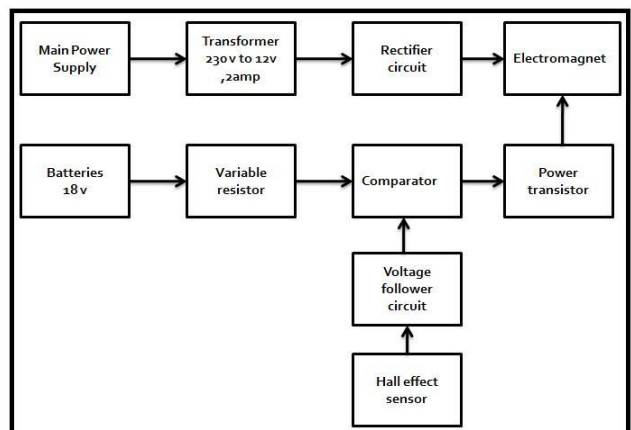 Main Power
Supply
Transformer
230v to 12v
,2amp
Rectifier
circuit
Electromagnet
Batteries
18v
Variable
resistor
Comparator
Power
transistor
Voltage
follower
circuit
Hall effect
sensor